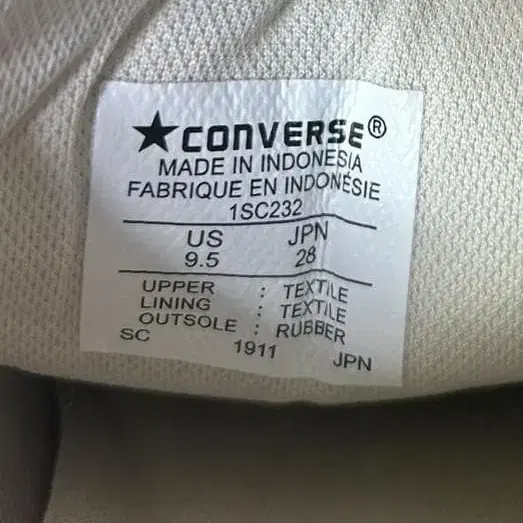 ★CONVERSE®
MADE IN INDONESIA
FABRIQUE EN INDONÉSIE
1SC232
US JPN
9.5 28
UPPER : TEXTILE
LINING : TEXTILE
OUTSOLE : RUBBER
SC 1911 JPN